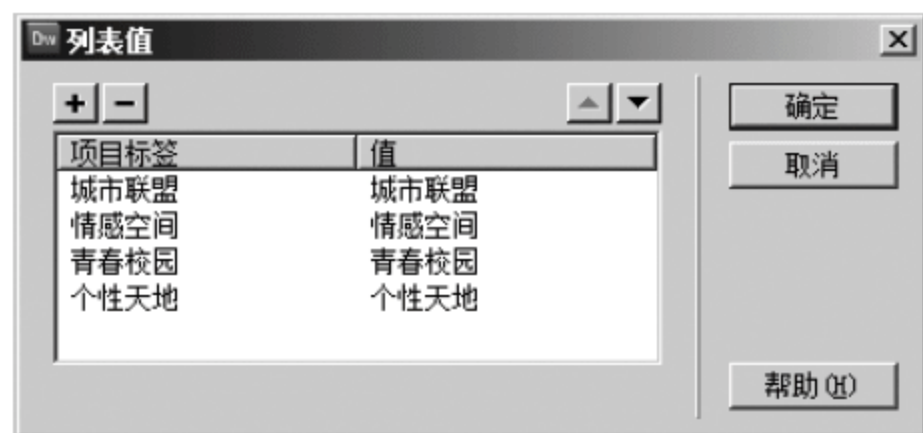 Dw 列表值
确定
取消
项目标签 值
城市联盟 城市联盟
情感空间 情感空间
青春校园 青春校园
个性天地 个性天地
帮助(H)